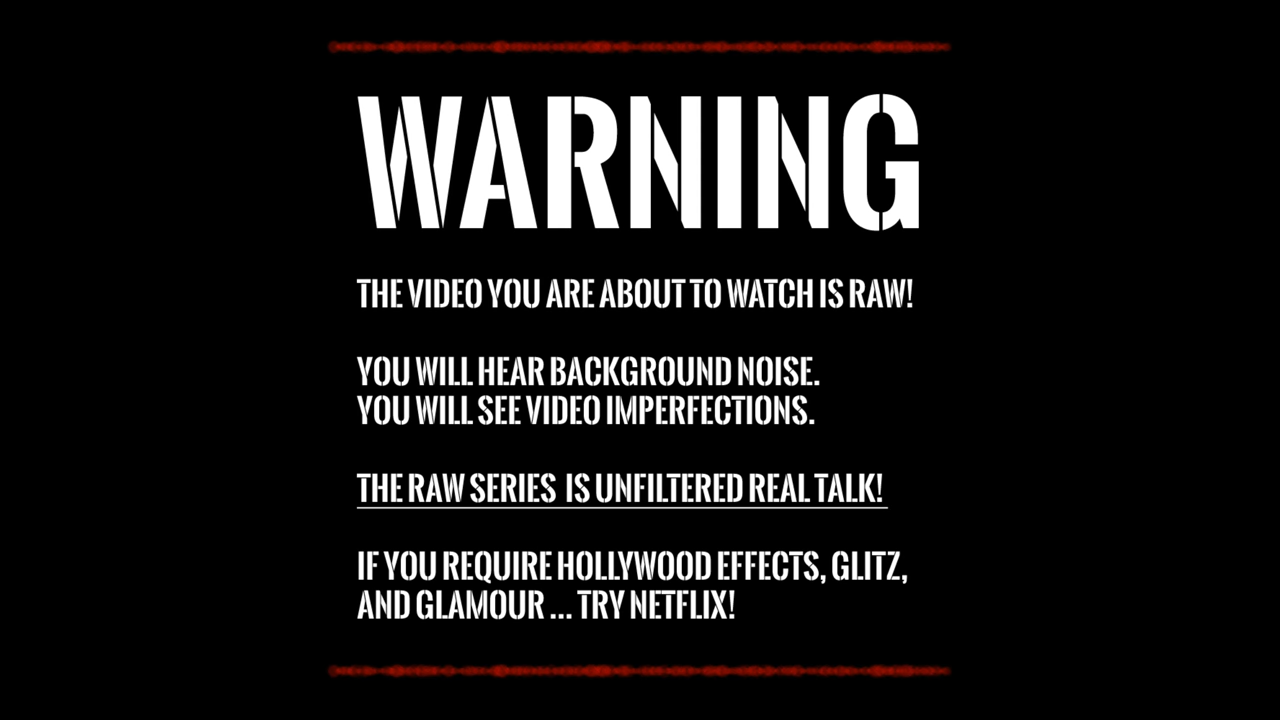 WARNING
THE VIDEO YOU ARE ABOUT TO WATCH IS RAW!
YOU WILL HEAR BACKGROUND NOISE.
YOU WILL SEE VIDEO IMPERFECTIONS.
THE RAW SERIES IS UNFILTERED REAL TALK!
IF YOU REQUIRE HOLLYWOOD EFFECTS, GLITZ,
AND GLAMOUR ... TRY NETFLIX!